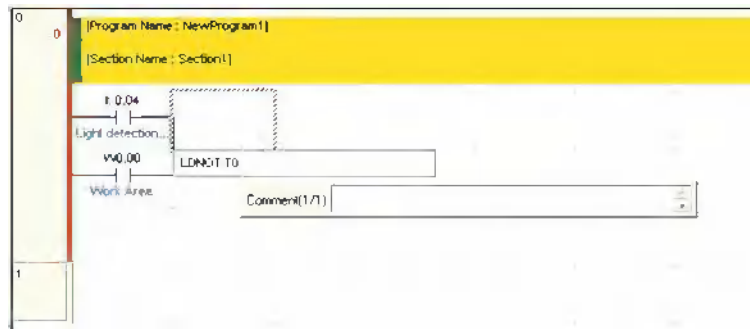 0
0
[Program Name : NewProgram1]
[Section Name : Section1]
I: 0.04
Light detection...
W0.00
LDNOT T0
Work Area
Comment(1/1)
1